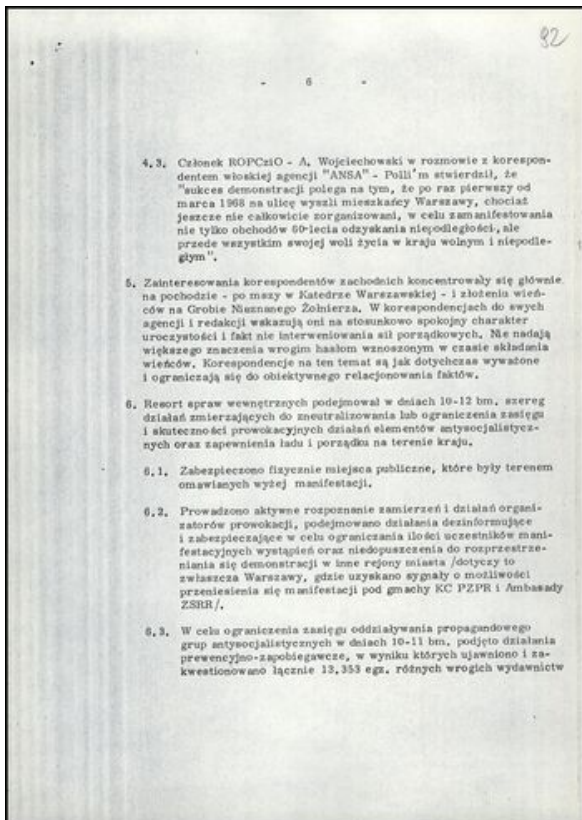 92
- 6 -
4.3. Członek ROPCziO - A. Wojciechowski w rozmowie z korespon-
dentem włoskiej agencji "ANSA" - Polli'm stwierdził, że
"sukces demonstracji polega na tym, że po raz pierwszy od
marca 1968 na ulicę wyszli mieszkańcy Warszawy, chociaż
jeszcze nie całkowicie zorganizowani, w celu zamanifestowania
nie tylko obchodów 60-lecia odzyskania niepodległości, ale
przede wszystkim swojej woli życia w kraju wolnym i niepodle-
głym".
5. Zainteresowania korespondentów zachodnich koncentrowały się głównie
na pochodzie - po mszy w Katedrze Warszawskiej - i złożeniu wień-
ców na Grobie Nieznanego Żołnierza. W korespondencjach do swych
agencji i redakcji wskazują oni na stosunkowo spokojny charakter
uroczystości i fakt nie interweniowania sił porządkowych. Nie nadają
większego znaczenia wrogim hasłom wznoszonym w czasie składania
wieńców. Korespondencje na ten temat są jak dotychczas wyważone
i ograniczają się do obiektywnego relacjonowania faktów.
6. Resort spraw wewnętrznych podejmował w dniach 10-12 bm. szereg
działań zmierzających do zneutralizowania lub ograniczenia zasięgu
i skuteczności prowokacyjnych działań elementów antysocjalistycz-
nych oraz zapewnienia ładu i porządku na terenie kraju.
6.1. Zabezpieczono fizycznie miejsca publiczne, które były terenem
omawianych wyżej manifestacji.
6.2. Prowadzono aktywne rozpoznanie zamierzeń i działań organi-
zatorów prowokacji, podejmowano działania dezinformujące
i zabezpieczające w celu ograniczania ilości uczestników mani-
festacyjnych wystąpień oraz niedopuszczenia do rozprzestrze-
niania się demonstracji w inne rejony miasta /dotyczy to
zwłaszcza Warszawy, gdzie uzyskano sygnały o możliwości
przeniesienia się manifestacji pod gmachy KC PZPR i Ambasady
ZSRR/.
6.3. W celu ograniczenia zasięgu oddziaływania propagandowego
grup antysocjalistycznych w dniach 10-11 bm. podjęto działania
prewencyjno-zapobiegawcze, w wyniku których ujawniono i za-
kwestionowano łącznie 13.353 egz. różnych wrogich wydawnictw